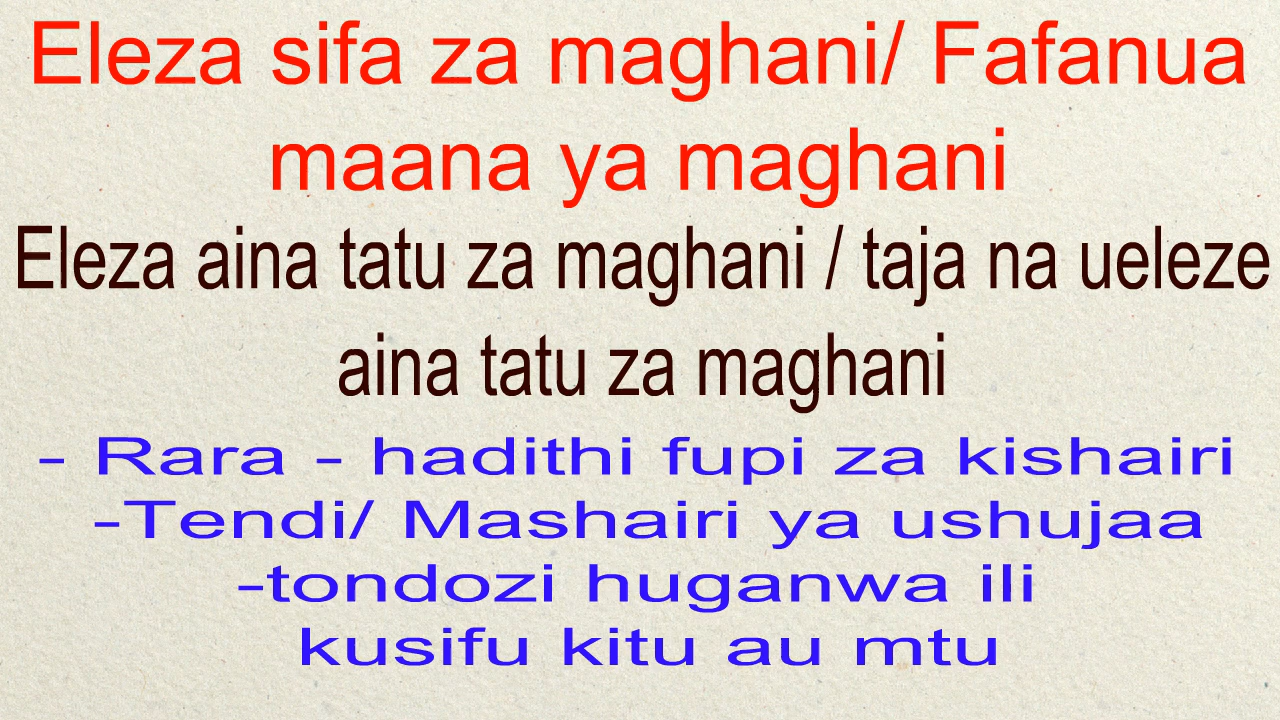 Eleza sifa za maghani/ Fafanua
maana ya maghani
Eleza aina tatu za maghani / taja na ueleze
aina tatu za maghani
- Rara - hadithi fupi za kishairi
-Tendi/ Mashairi ya ushujaa
-tondozi huganwa ili
kusifu kitu au mtu